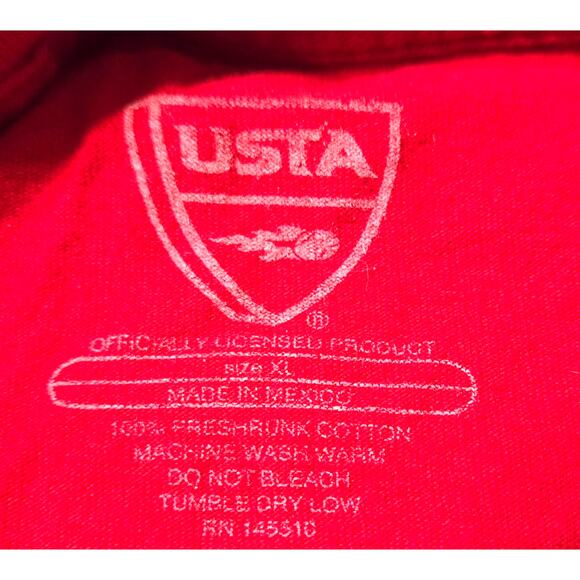 USTA
®
OFFICIALLY LICENSED PRODUCT
size XL
MADE IN MEXICO
100% PRESHRUNK COTTON
MACHINE WASH WARM
DO NOT BLEACH
TUMBLE DRY LOW
RN 145510